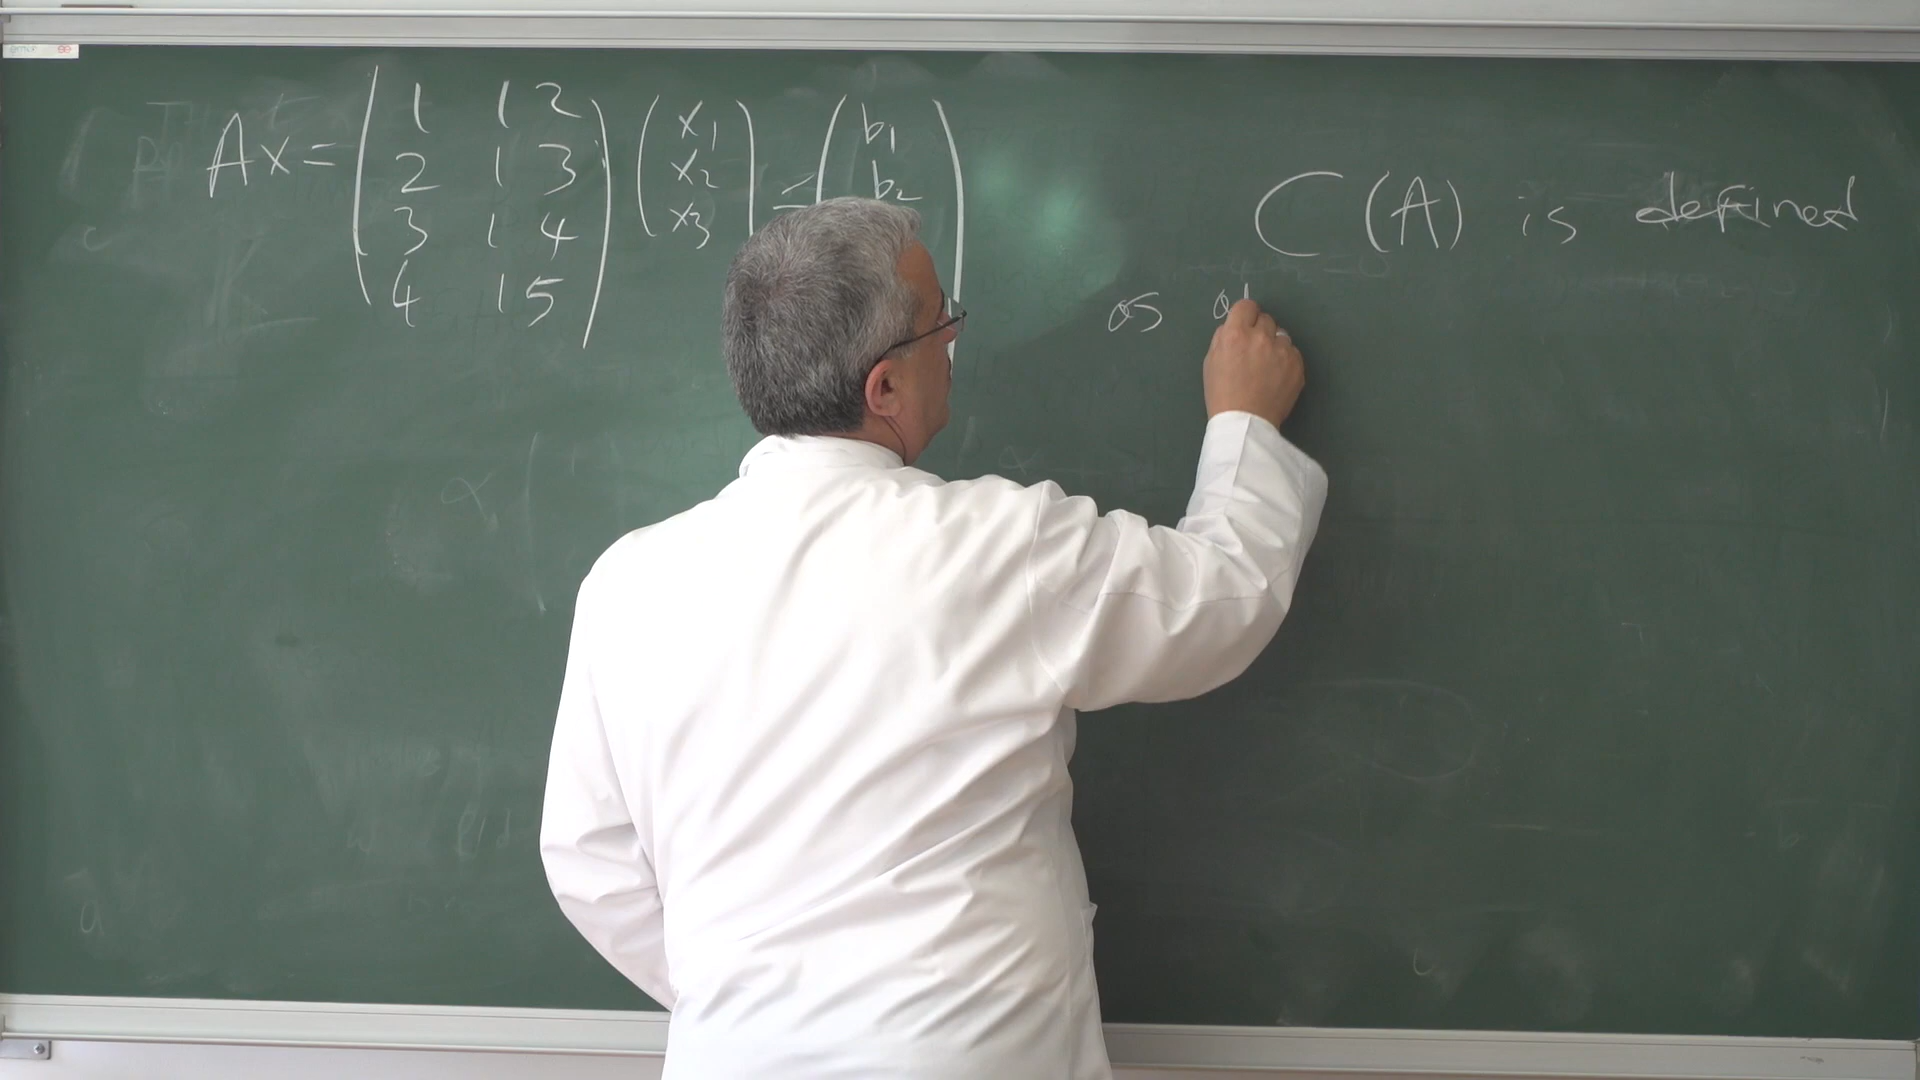 Ax = ( 1 1 2 ) ( x1 ) = ( b1 )
2 1 3 x2 b2
3 1 4 x3
4 1 5
C(A) is defined
as al